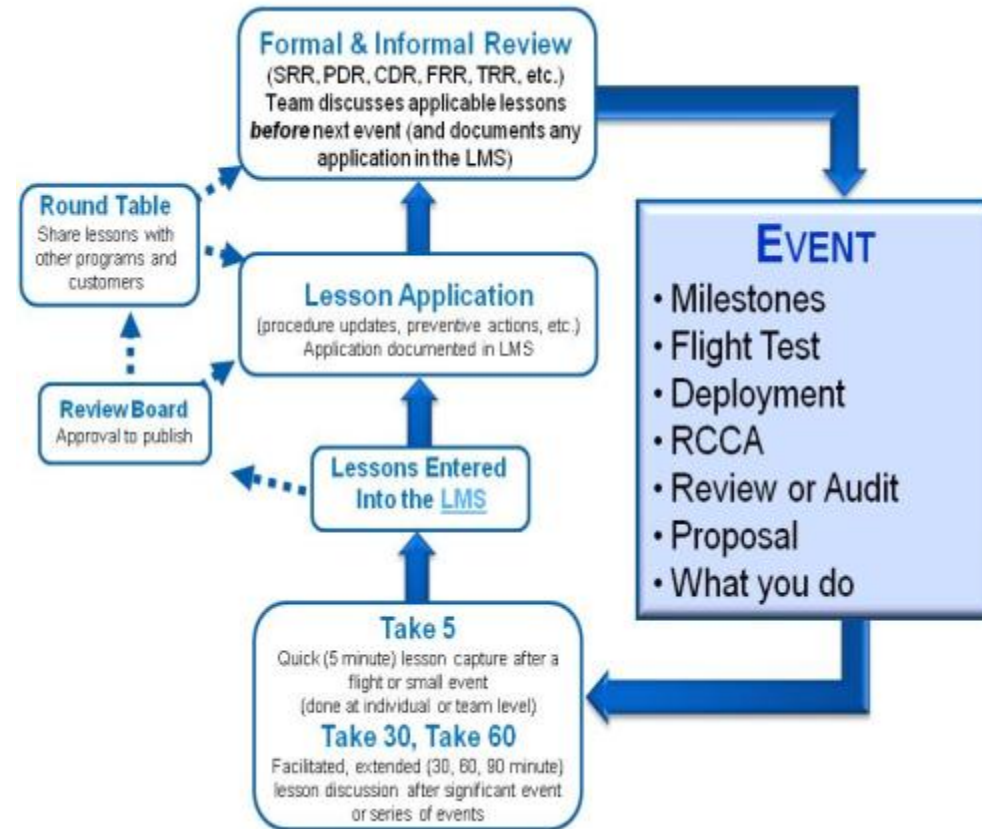 Formal & Informal Review
(SRR, PDR, CDR, FRR, TRR, etc.)
Team discusses applicable lessons
before next event (and documents any
application in the LMS)
Round Table
Share lessons with
other programs and
customers
Lesson Application
(procedure updates, preventive actions, etc.)
Application documented in LMS
Review Board
Approval to publish
Lessons Entered
Into the LMS
Take 5
Quick (5 minute) lesson capture after a
flight or small event
(done at individual or team level)
Take 30, Take 60
Facilitated, extended (30, 60, 90 minute)
lesson discussion after significant event
or series of events
EVENT
• Milestones
• Flight Test
• Deployment
• RCCA
• Review or Audit
• Proposal
• What you do